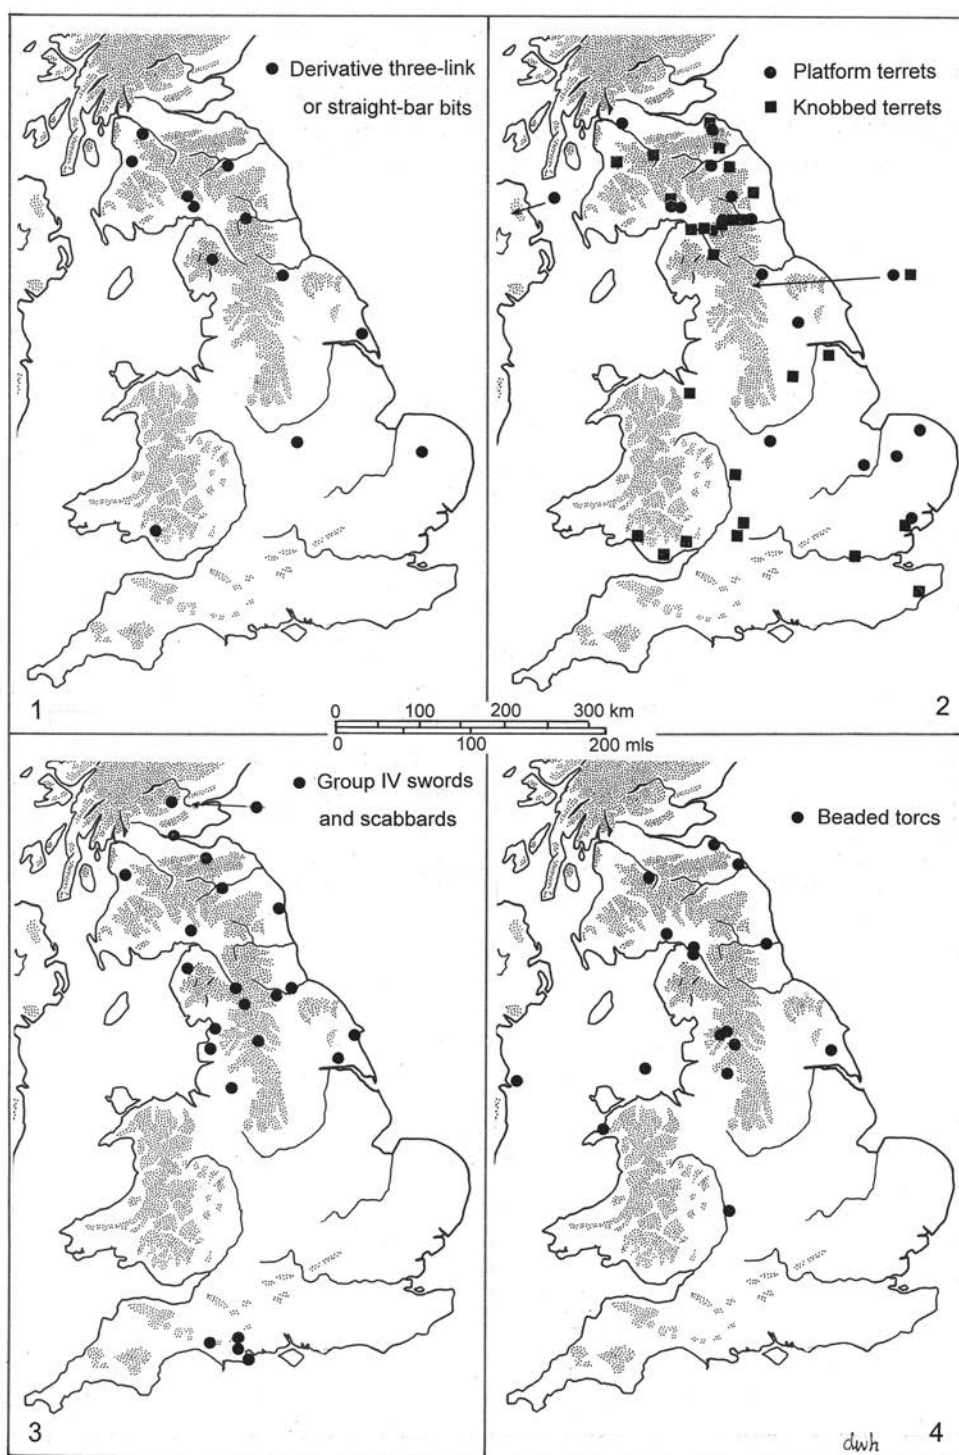 Derivative three-link
or straight-bar bits
1
Platform terrets
Knobbed terrets
2
0 100 200 300 km
0 100 200 mls
Group IV swords
and scabbards
3
Beaded torcs
dwh
4